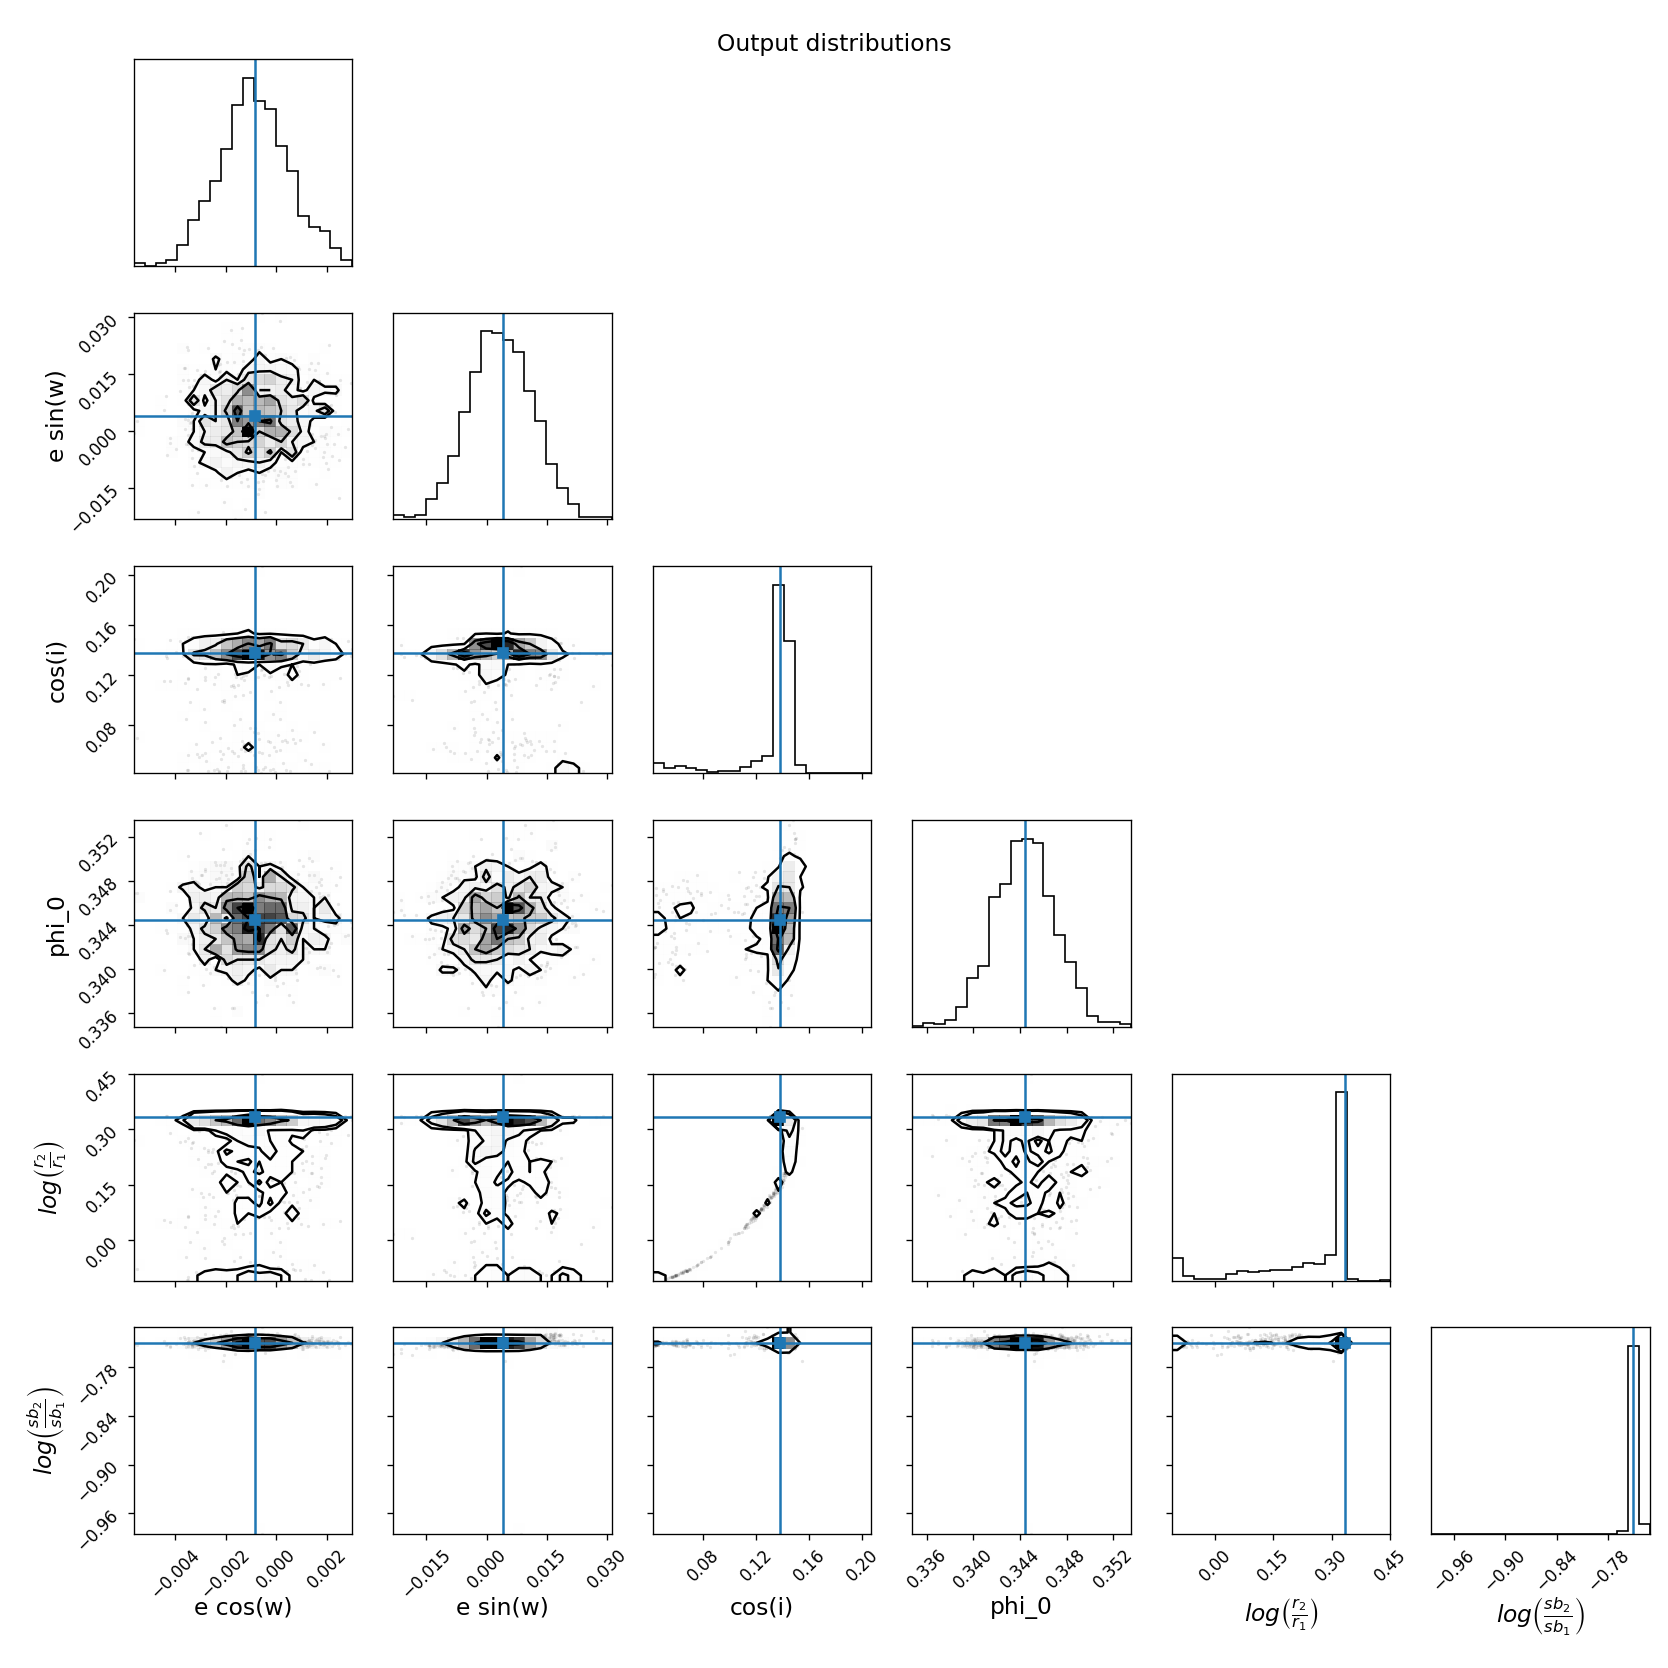 Output distributions
e sin(w)
0.030
0.015
0.000
−0.015
cos(i)
0.20
0.16
0.12
0.08
phi_0
0.352
0.348
0.344
0.340
0.336
log(r₂/r₁)
0.45
0.30
0.15
0.00
log(sb₂/sb₁)
−0.78
−0.84
−0.90
−0.96
−0.004 −0.002 0.000 0.002
e cos(w)
−0.015 0.000 0.015 0.030
e sin(w)
0.08 0.12 0.16 0.20
cos(i)
0.336 0.340 0.344 0.348 0.352
phi_0
0.00 0.15 0.30 0.45
log(r₂/r₁)
−0.96 −0.90 −0.84 −0.78
log(sb₂/sb₁)